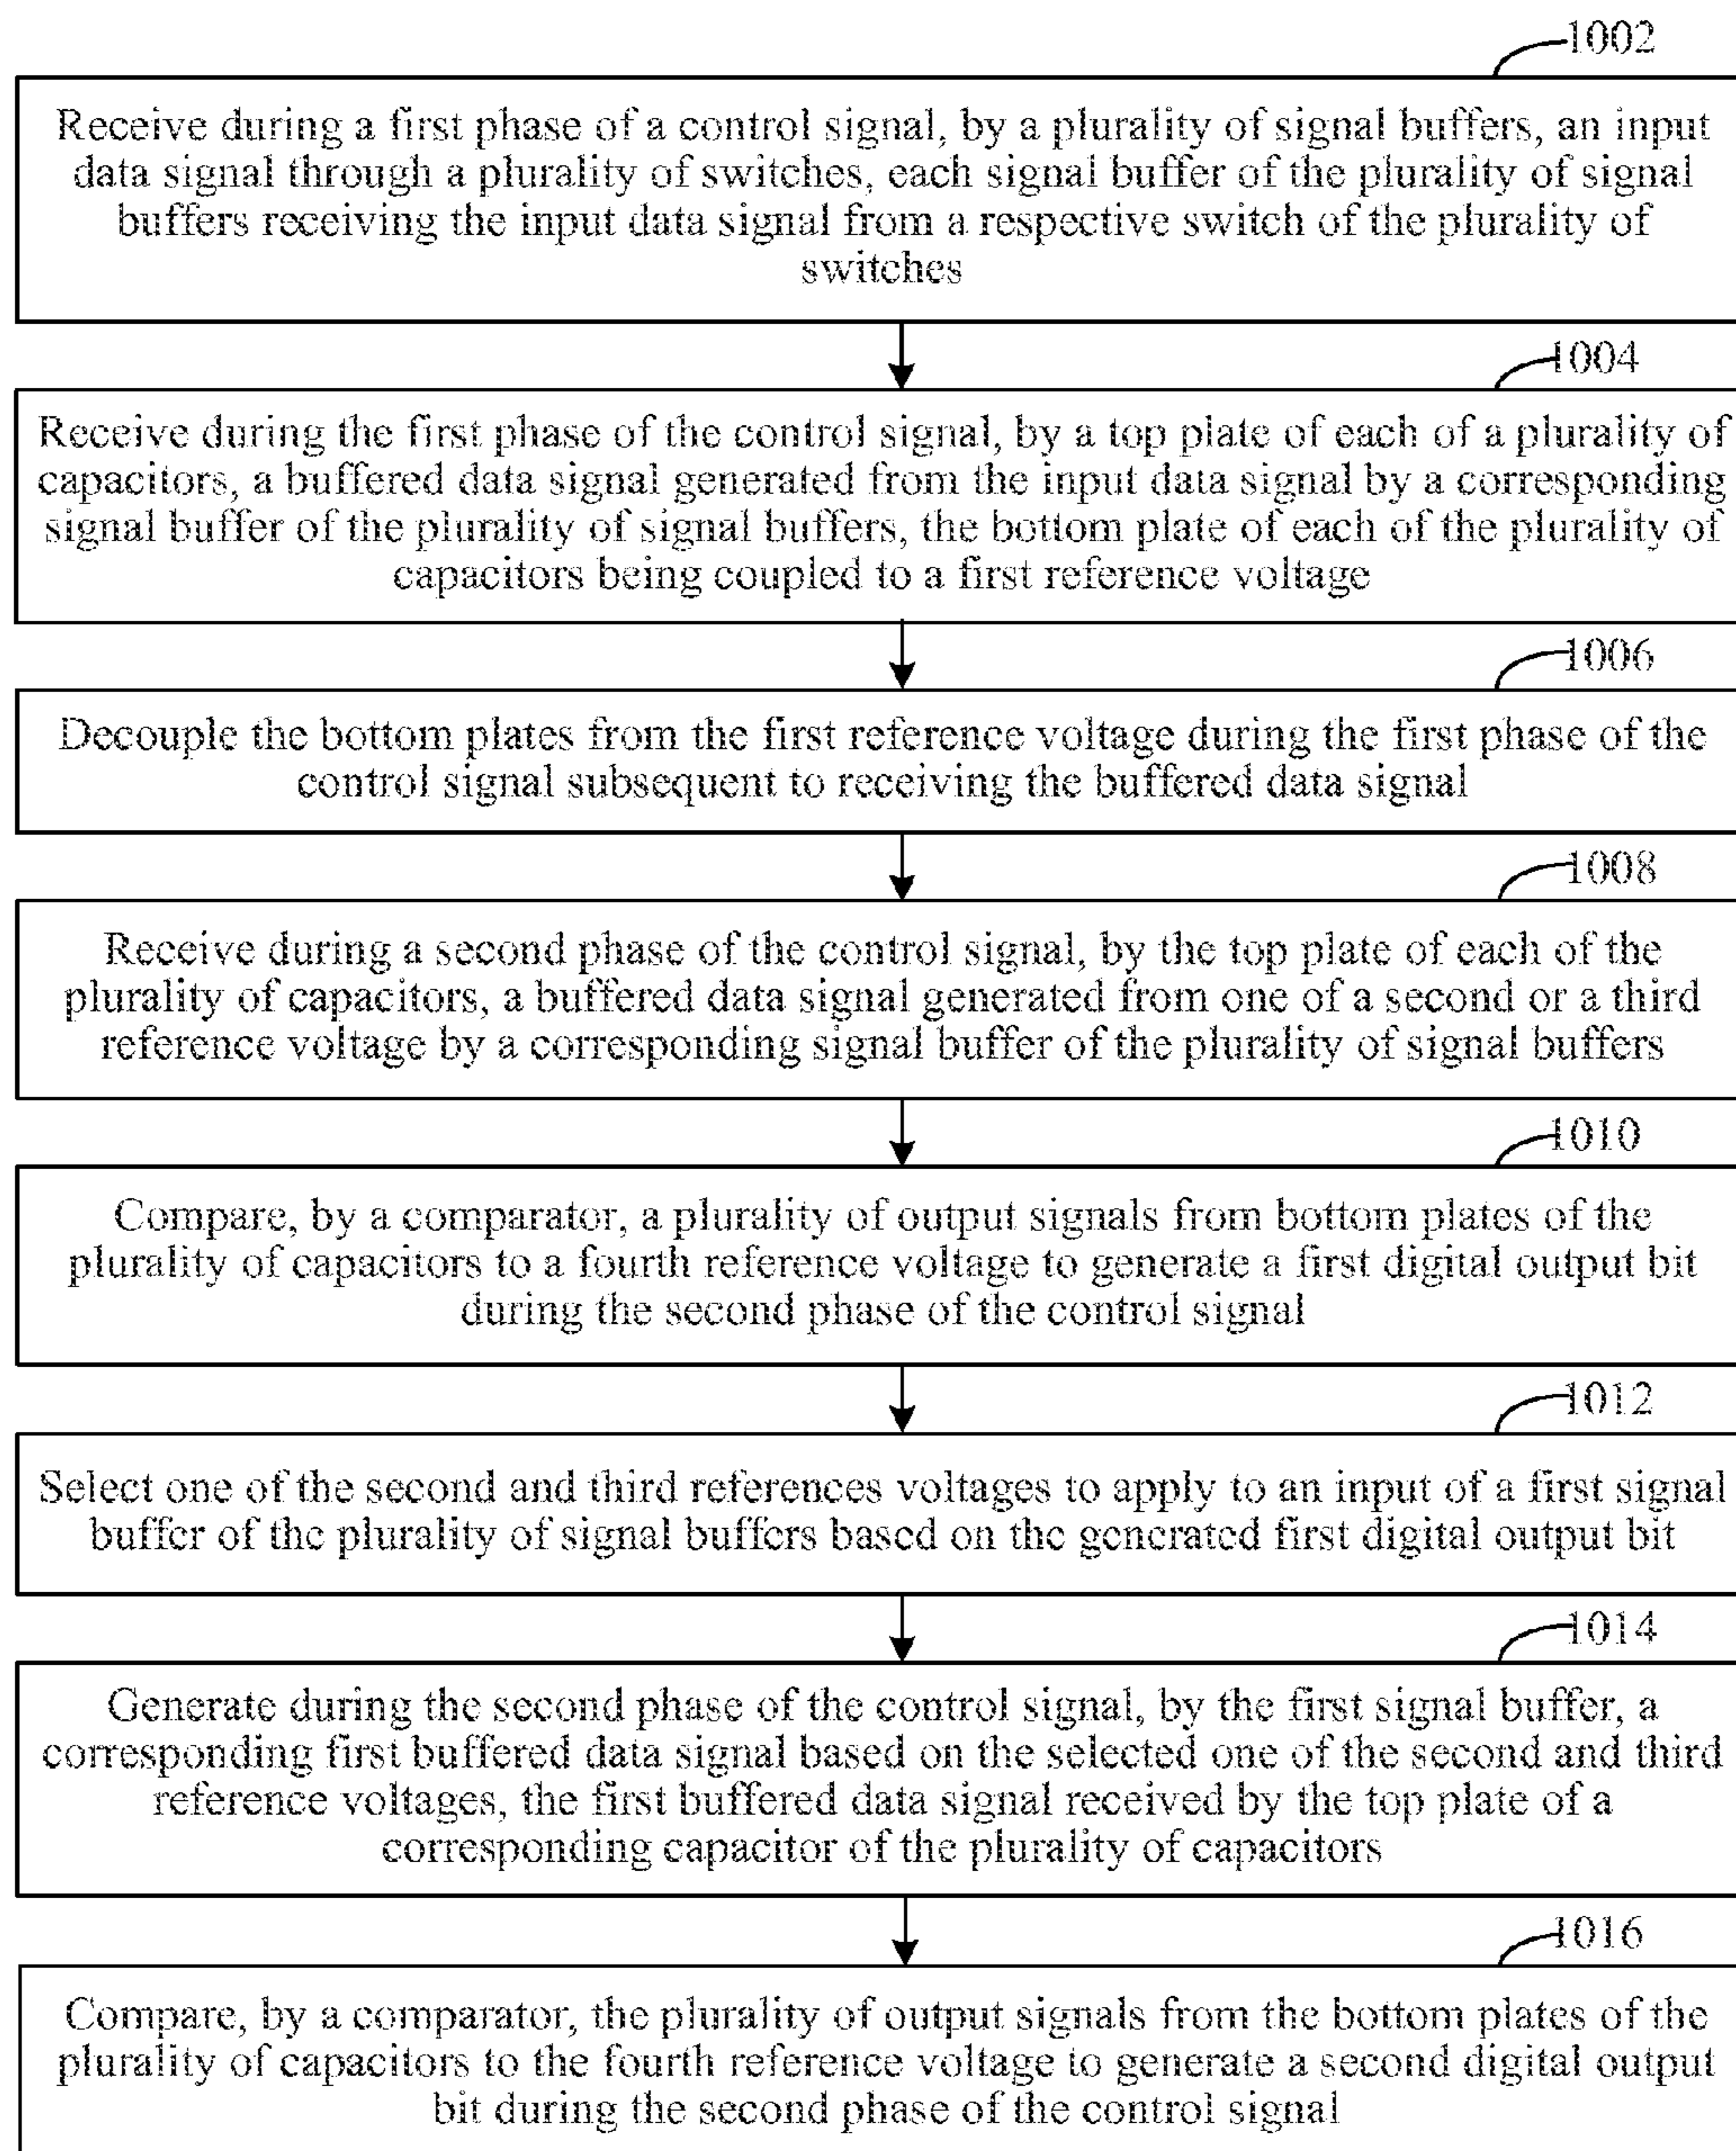 1002
Receive during a first phase of a control signal, by a plurality of signal buffers, an input
data signal through a plurality of switches, each signal buffer of the plurality of signal
buffers receiving the input data signal from a respective switch of the plurality of
switches
1004
Receive during the first phase of the control signal, by a top plate of each of a plurality of
capacitors, a buffered data signal generated from the input data signal by a corresponding
signal buffer of the plurality of signal buffers, the bottom plate of each of the plurality of
capacitors being coupled to a first reference voltage
1006
Decouple the bottom plates from the first reference voltage during the first phase of the
control signal subsequent to receiving the buffered data signal
1008
Receive during a second phase of the control signal, by the top plate of each of the
plurality of capacitors, a buffered data signal generated from one of a second or a third
reference voltage by a corresponding signal buffer of the plurality of signal buffers
1010
Compare, by a comparator, a plurality of output signals from bottom plates of the
plurality of capacitors to a fourth reference voltage to generate a first digital output bit
during the second phase of the control signal
1012
Select one of the second and third references voltages to apply to an input of a first signal
buffer of the plurality of signal buffers based on the generated first digital output bit
1014
Generate during the second phase of the control signal, by the first signal buffer, a
corresponding first buffered data signal based on the selected one of the second and third
reference voltages, the first buffered data signal received by the top plate of a
corresponding capacitor of the plurality of capacitors
1016
Compare, by a comparator, the plurality of output signals from the bottom plates of the
plurality of capacitors to the fourth reference voltage to generate a second digital output
bit during the second phase of the control signal